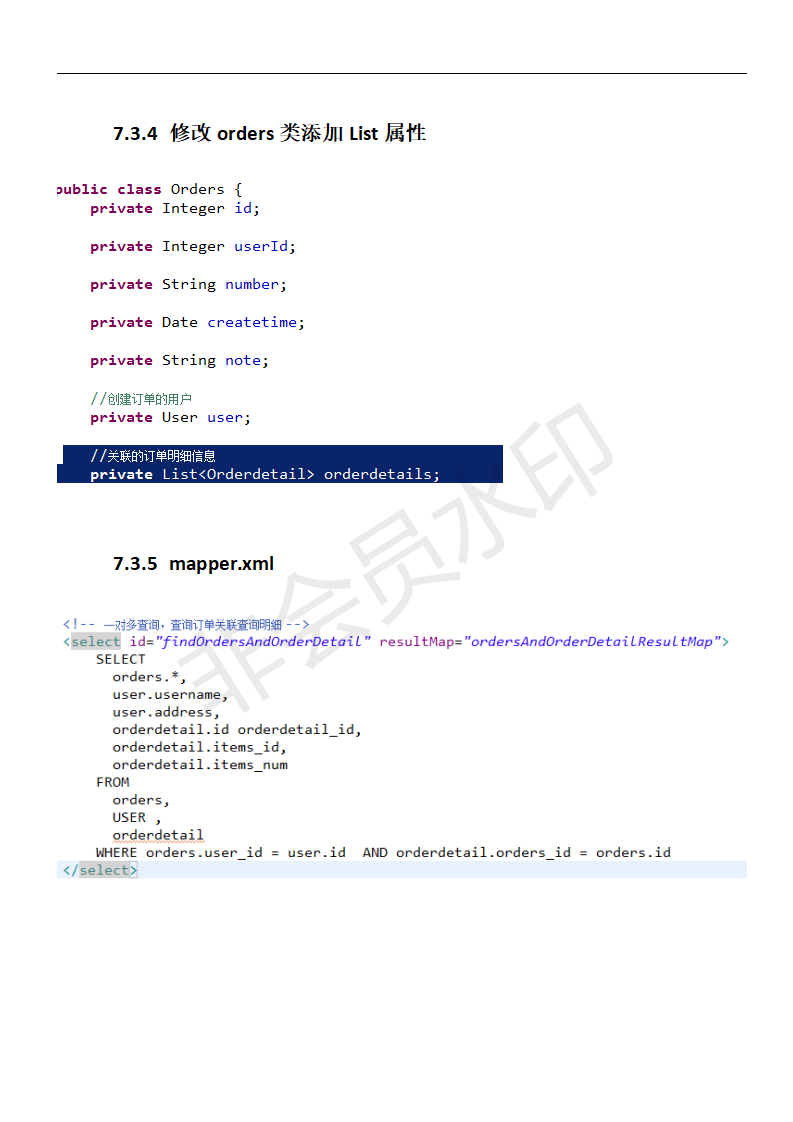 7.3.4 修改 orders 类添加 List 属性
public class Orders {
private Integer id;
private Integer userId;
private String number;
private Date createtime;
private String note;
//创建订单的用户
private User user;
//关联的订单明细信息
private List<Orderdetail> orderdetails;
7.3.5 mapper.xml
<!-- 一对多查询，查询订单关联查询明细 -->
<select id="findOrdersAndOrderDetail" resultMap="ordersAndOrderDetailResultMap">
SELECT
orders.*,
user.username,
user.address,
orderdetail.id orderdetail_id,
orderdetail.items_id,
orderdetail.items_num
FROM
orders,
USER ,
orderdetail
WHERE orders.user_id = user.id  AND orderdetail.orders_id = orders.id
</select>
非会员水印